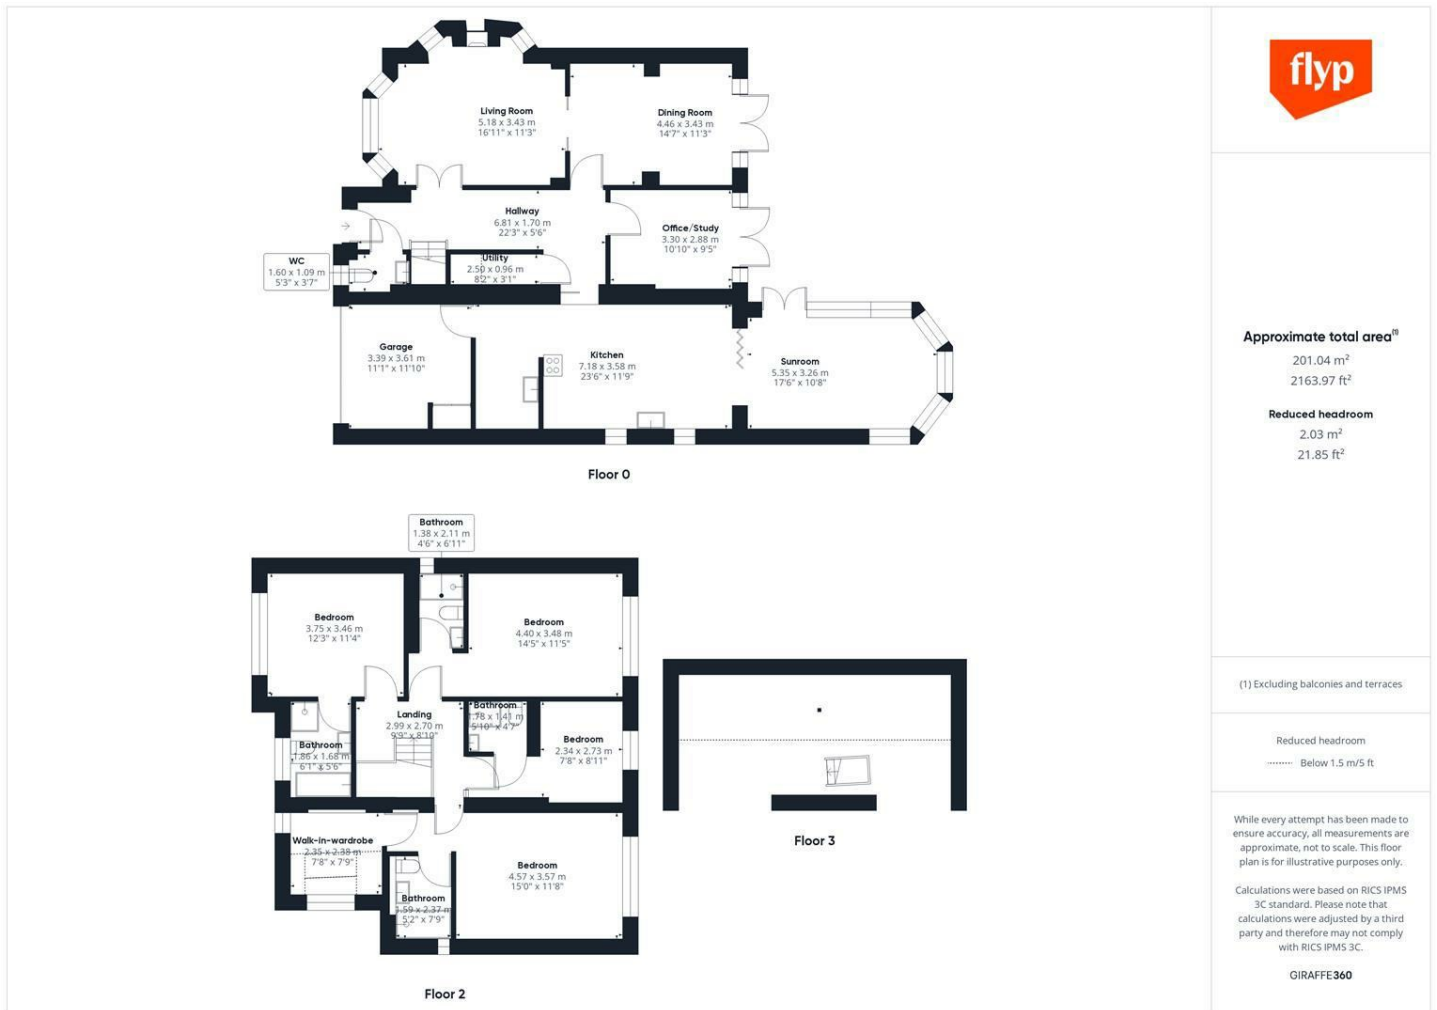 flyp
Living Room
5.18 x 3.43 m
16'11" x 11'3"
Dining Room
4.46 x 3.43 m
14'7" x 11'3"
Hallway
6.81 x 1.70 m
22'3" x 5'6"
Office/Study
3.30 x 2.88 m
10'10" x 9'5"
WC
1.60 x 1.09 m
5'3" x 3'7"
Utility
2.50 x 0.96 m
8'2" x 3'1"
Garage
3.39 x 3.61 m
11'1" x 11'10"
Kitchen
7.18 x 3.58 m
23'6" x 11'9"
Sunroom
5.35 x 3.26 m
17'6" x 10'8"
Floor 0
Bathroom
1.38 x 2.11 m
4'6" x 6'11"
Bedroom
3.75 x 3.46 m
12'3" x 11'4"
Bedroom
4.40 x 3.48 m
14'5" x 11'5"
Landing
2.99 x 2.70 m
9'9" x 8'10"
Bathroom
1.78 x 1.41 m
5'10" x 4'7"
Bathroom
1.86 x 1.68 m
6'1" x 5'6"
Bedroom
2.34 x 2.73 m
7'8" x 8'11"
Walk-in-wardrobe
2.35 x 2.38 m
7'8" x 7'9"
Bedroom
4.57 x 3.57 m
15'0" x 11'8"
Bathroom
1.59 x 2.37 m
5'2" x 7'9"
Floor 2
Floor 3
Approximate total area(1)
201.04 m²
2163.97 ft²
Reduced headroom
2.03 m²
21.85 ft²
(1) Excluding balconies and terraces
Reduced headroom
Below 1.5 m/5 ft
While every attempt has been made to
ensure accuracy, all measurements are
approximate, not to scale. This floor
plan is for illustrative purposes only.
Calculations were based on RICS IPMS
3C standard. Please note that
calculations were adjusted by a third
party and therefore may not comply
with RICS IPMS 3C.
GIRAFFE360